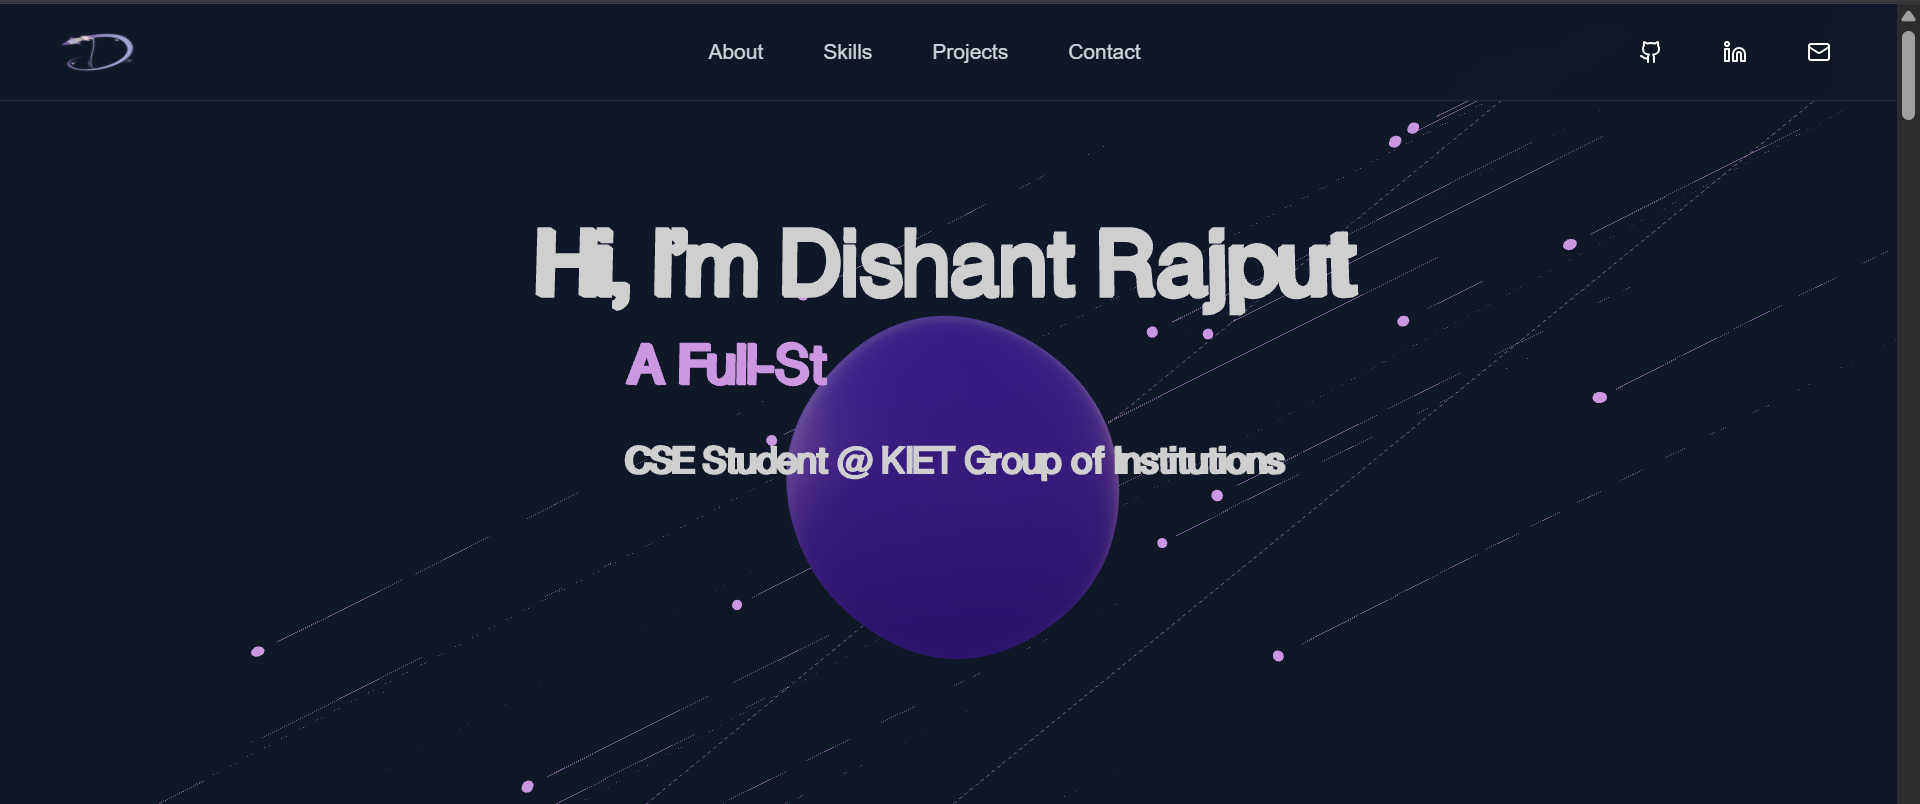 D
About Skills Projects Contact
Hi, I'm Dishant Rajput
A Full-St
CSE Student @ KIET Group of Institutions